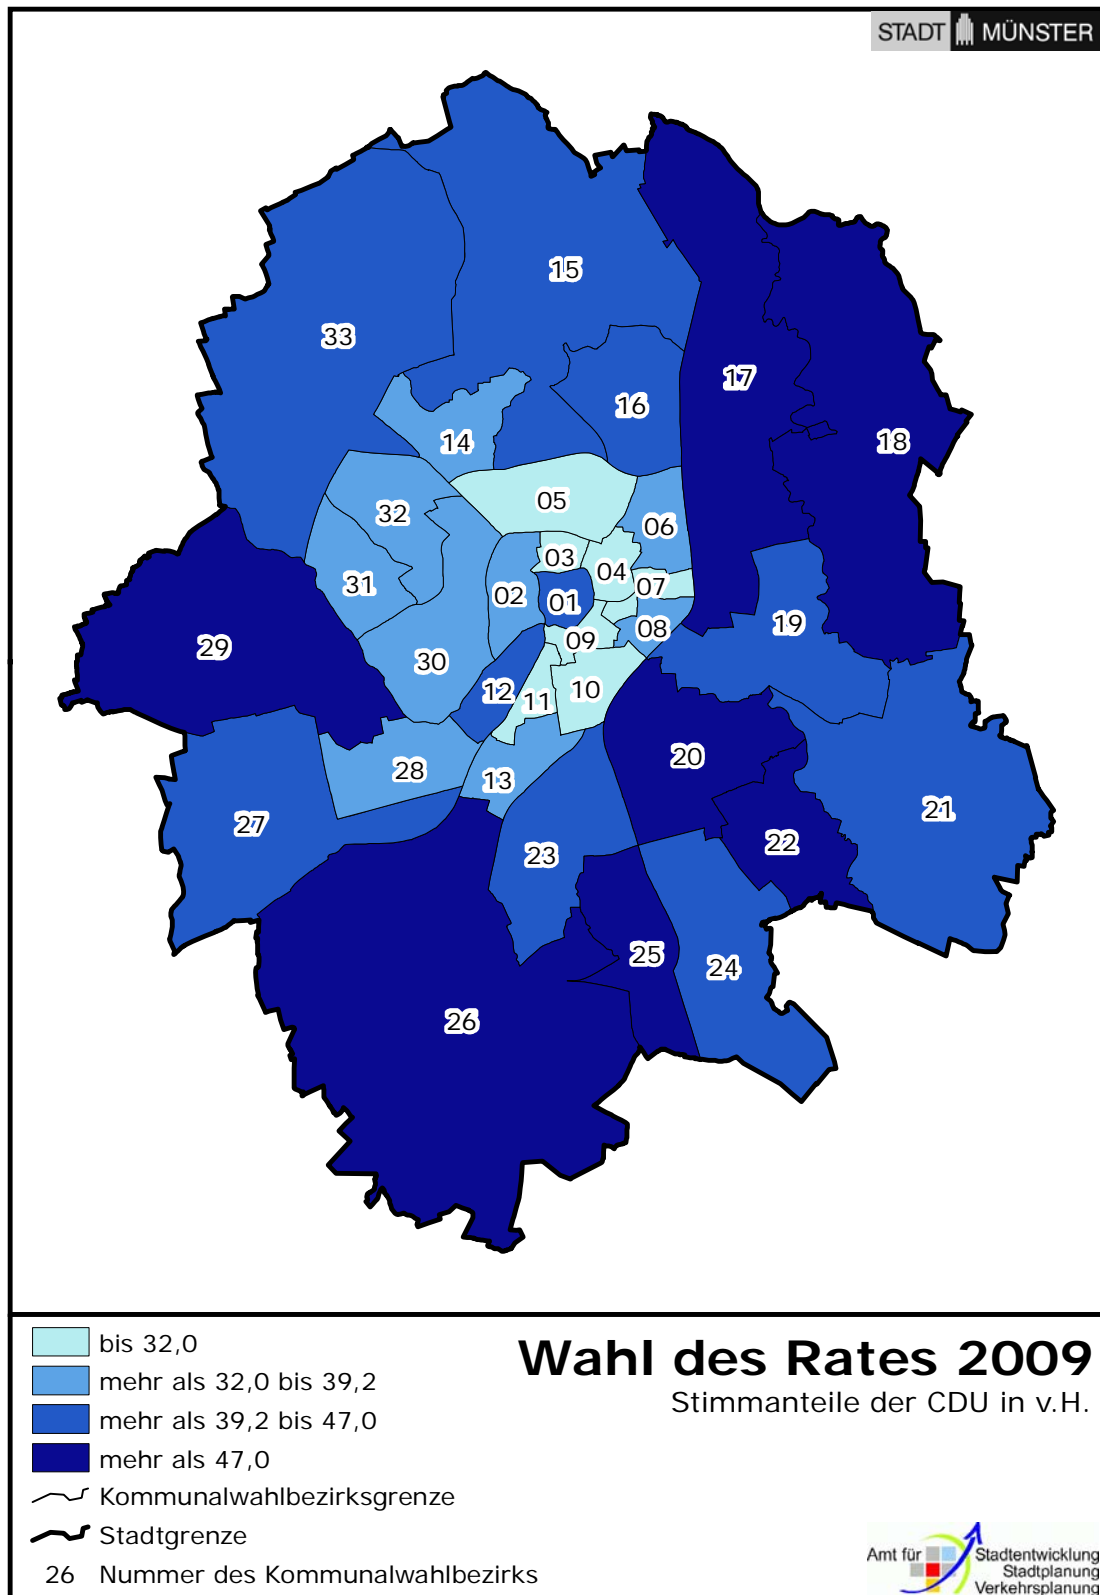 STADT MÜNSTER
15
33
17
16
14
18
05
32
06
03
04
07
31
02
01
19
08
09
29
30
12
10
11
20
28
13
21
27
22
23
25
24
26
bis 32,0
mehr als 32,0 bis 39,2
mehr als 39,2 bis 47,0
mehr als 47,0
Kommunalwahlbezirksgrenze
Stadtgrenze
26 Nummer des Kommunalwahlbezirks
Wahl des Rates 2009
Stimmanteile der CDU in v.H.
Amt für Stadtentwicklung
Stadtplanung
Verkehrsplanung